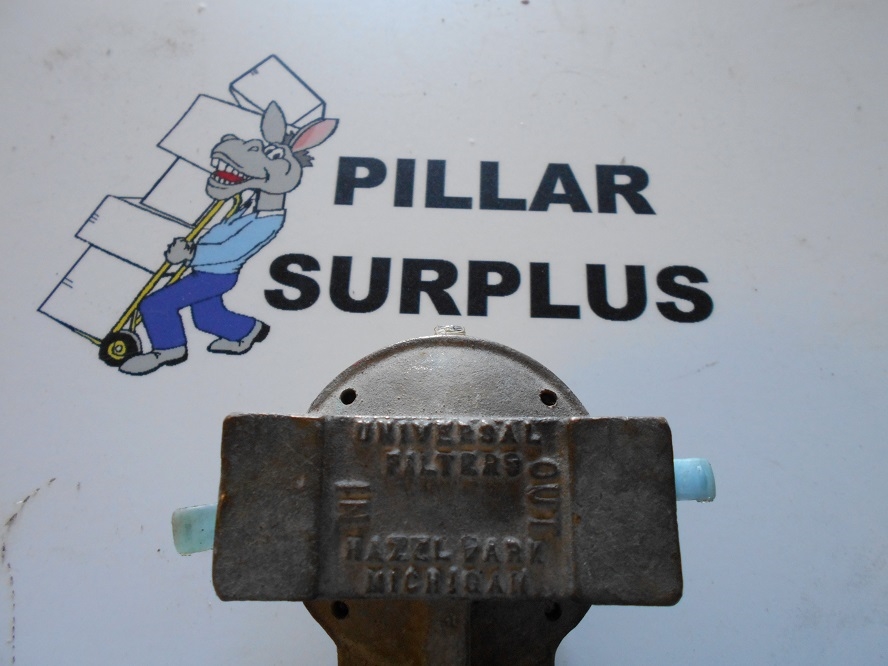 PILLAR
SURPLUS
UNIVERSAL
FILTERS
IN
OUT
HAZEL PARK
MICHIGAN